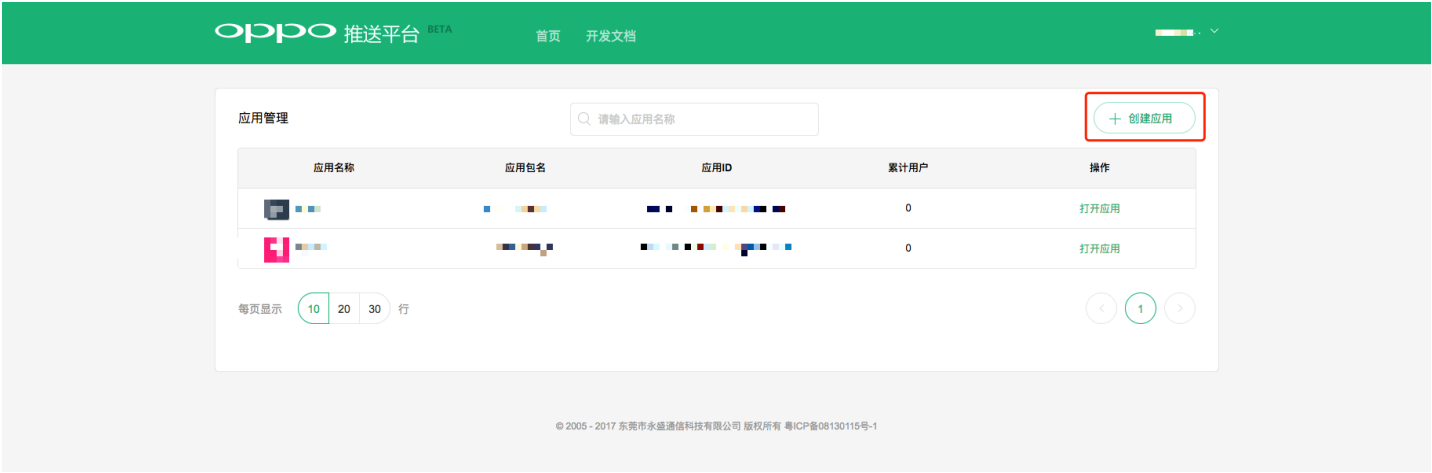 oppo 推送平台 BETA 首页 开发文档
应用管理 请输入应用名称 创建应用
应用名称 应用包名 应用ID 累计用户 操作
0 打开应用
0 打开应用
每页显示 10 20 30 行 1
© 2005 - 2017 东莞市永盛通信科技有限公司 版权所有 粤ICP备08130115号-1